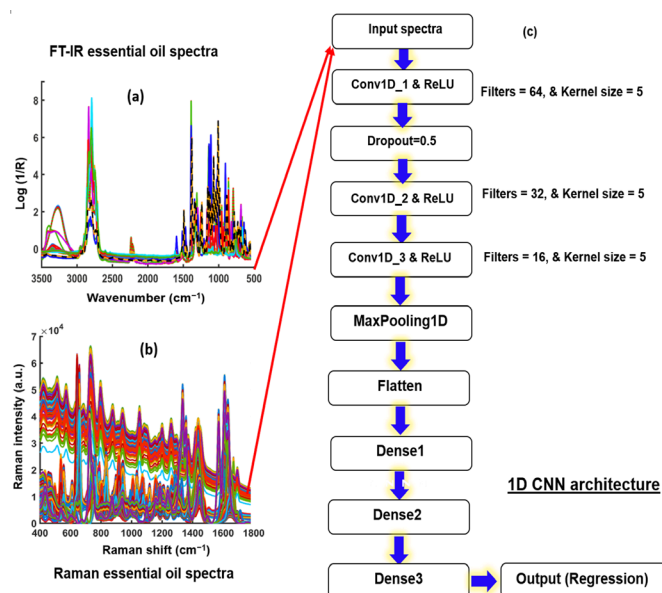 FT-IR essential oil spectra
(a)
Log (1/R)
8
6
4
2
0
3500 3000 2500 2000 1500 1000 500
Wavenumber (cm⁻¹)
(b)
×10⁴
Raman intensity (a.u.)
7
6
5
4
3
2
1
0
400 600 800 1000 1200 1400 1600 1800
Raman shift (cm⁻¹)
Raman essential oil spectra
(c)
Input spectra
Conv1D_1 & ReLU
Filters = 64, & Kernel size = 5
Dropout=0.5
Conv1D_2 & ReLU
Filters = 32, & Kernel size = 5
Conv1D_3 & ReLU
Filters = 16, & Kernel size = 5
MaxPooling1D
Flatten
Dense1
1D CNN architecture
Dense2
Dense3
Output (Regression)